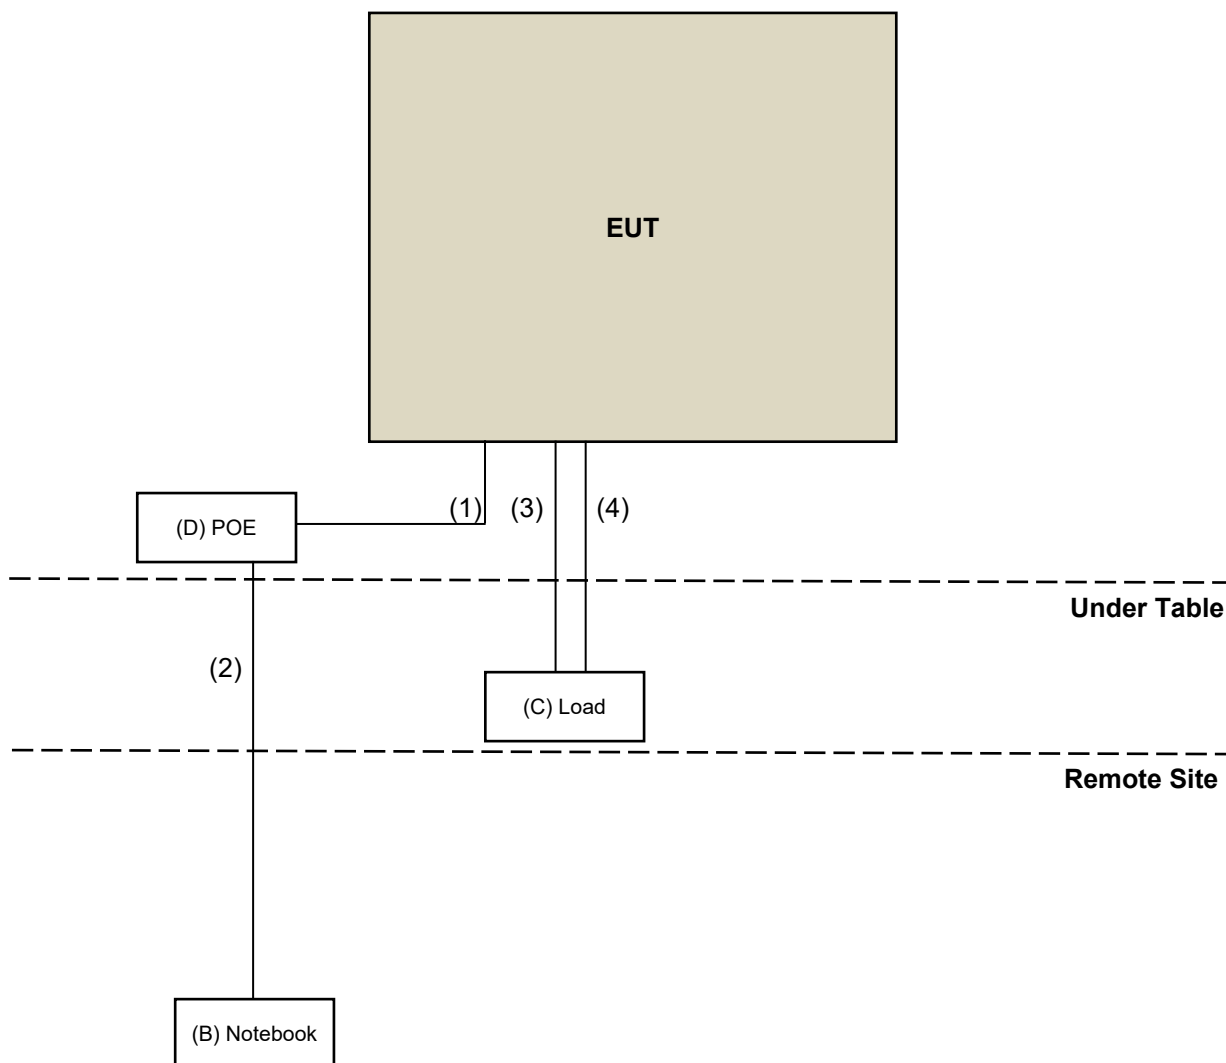 EUT
(1)
(3)
(4)
(D) POE
Under Table
(2)
(C) Load
Remote Site
(B) Notebook